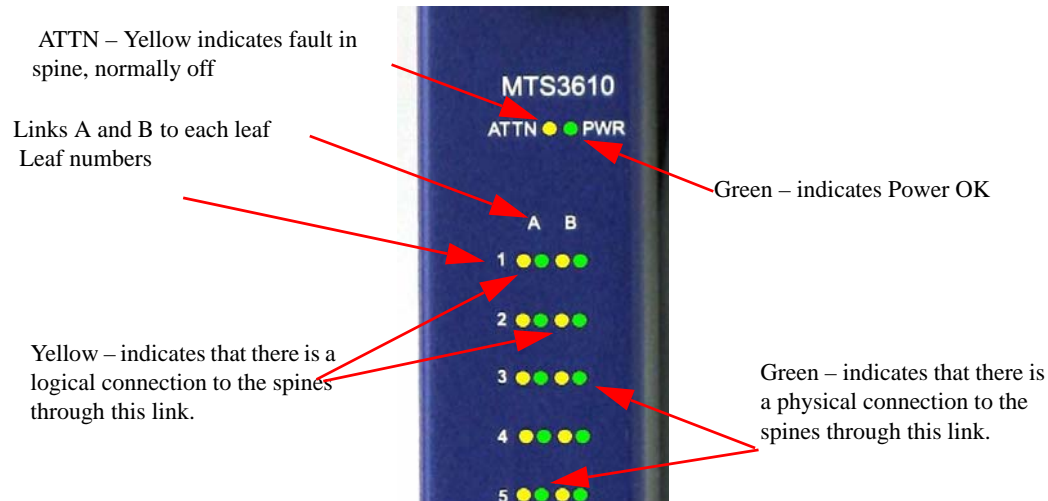 ATTN – Yellow indicates fault in
spine, normally off
MTS3610
ATTN PWR
Links A and B to each leaf
Leaf numbers
Green – indicates Power OK
A B
1
2
Yellow – indicates that there is a
logical connection to the spines
through this link.
3
Green – indicates that there is
a physical connection to the
spines through this link.
4
5